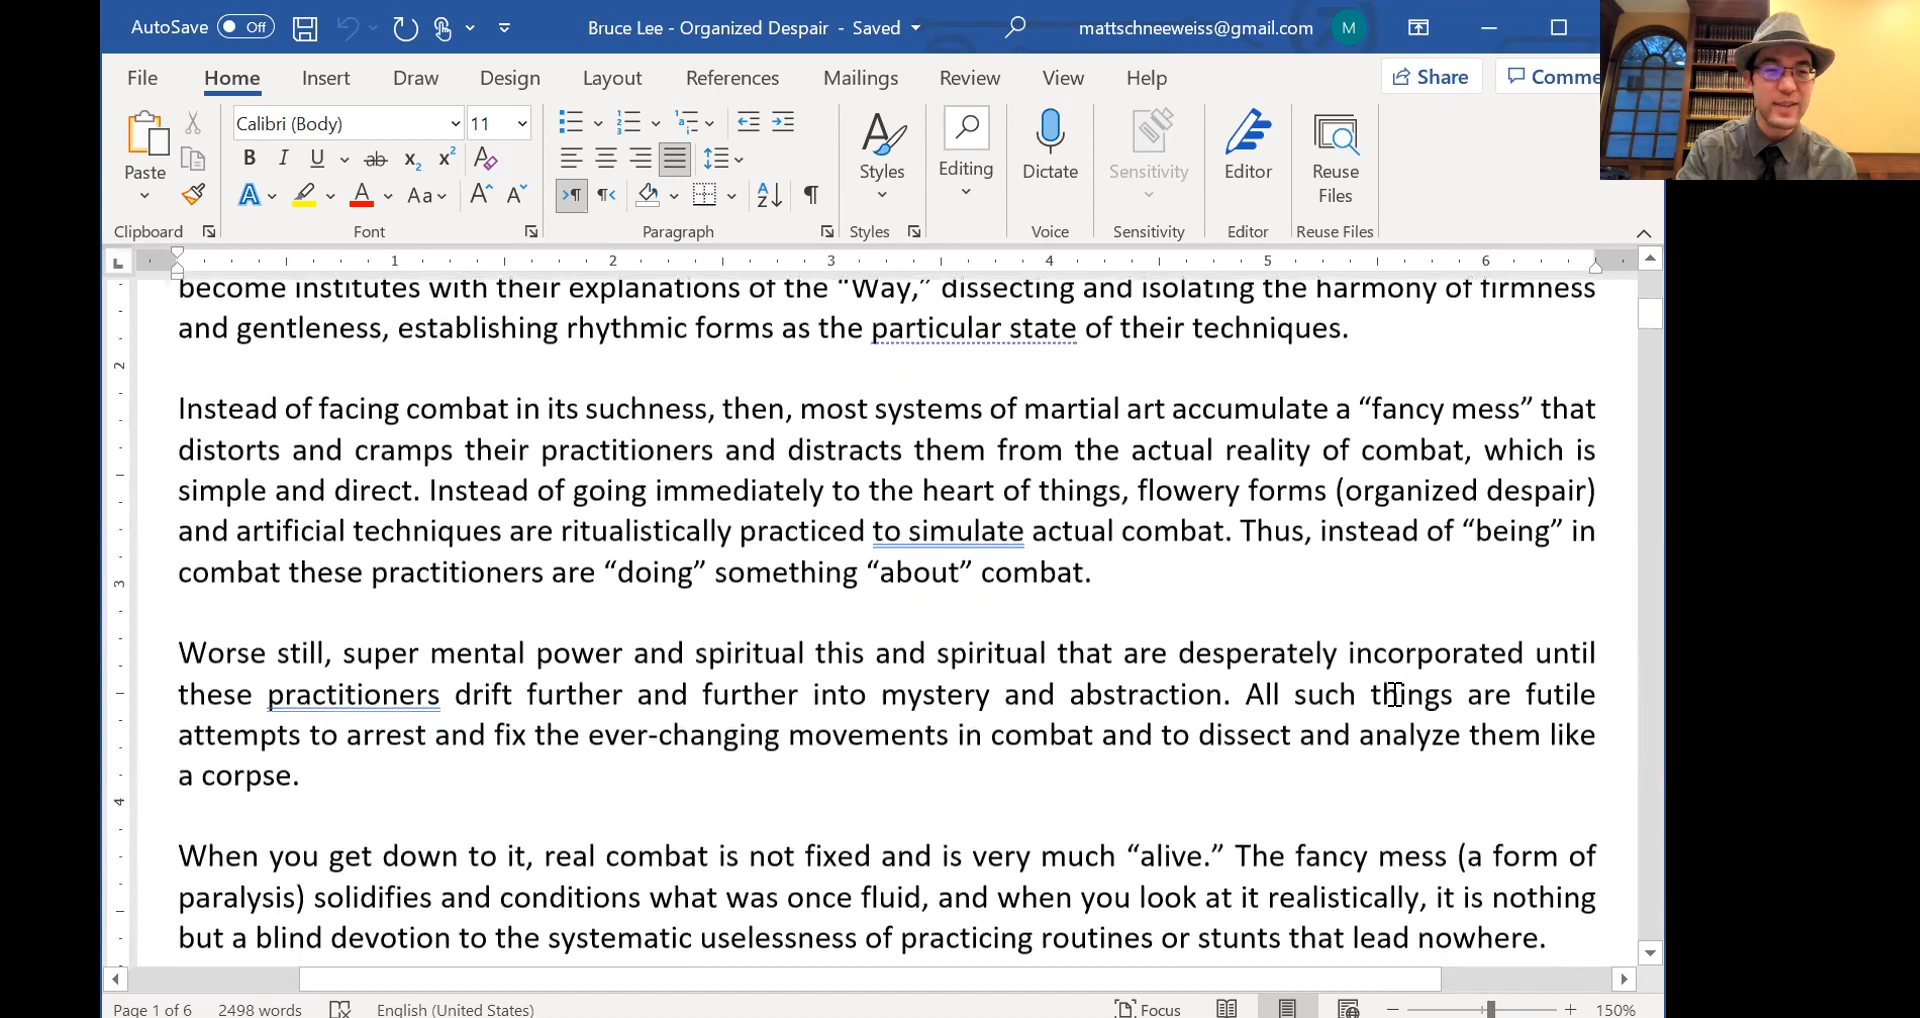 AutoSave Off
Bruce Lee - Organized Despair - Saved
mattschneeweiss@gmail.com M
File Home Insert Draw Design Layout References Mailings Review View Help
Share Comme
Calibri (Body) 11
Paste
Styles Editing Dictate Sensitivity Editor Reuse Files
Clipboard Font Paragraph Styles Voice Sensitivity Editor Reuse Files
1 2 3 4 5 6
become institutes with their explanations of the “Way,” dissecting and isolating the harmony of firmness
and gentleness, establishing rhythmic forms as the particular state of their techniques.
2
Instead of facing combat in its suchness, then, most systems of martial art accumulate a “fancy mess” that
distorts and cramps their practitioners and distracts them from the actual reality of combat, which is
simple and direct. Instead of going immediately to the heart of things, flowery forms (organized despair)
and artificial techniques are ritualistically practiced to simulate actual combat. Thus, instead of “being” in
combat these practitioners are “doing” something “about” combat.
3
Worse still, super mental power and spiritual this and spiritual that are desperately incorporated until
these practitioners drift further and further into mystery and abstraction. All such things are futile
attempts to arrest and fix the ever-changing movements in combat and to dissect and analyze them like
a corpse.
4
When you get down to it, real combat is not fixed and is very much “alive.” The fancy mess (a form of
paralysis) solidifies and conditions what was once fluid, and when you look at it realistically, it is nothing
but a blind devotion to the systematic uselessness of practicing routines or stunts that lead nowhere.
Page 1 of 6 2498 words English (United States) Focus 150%